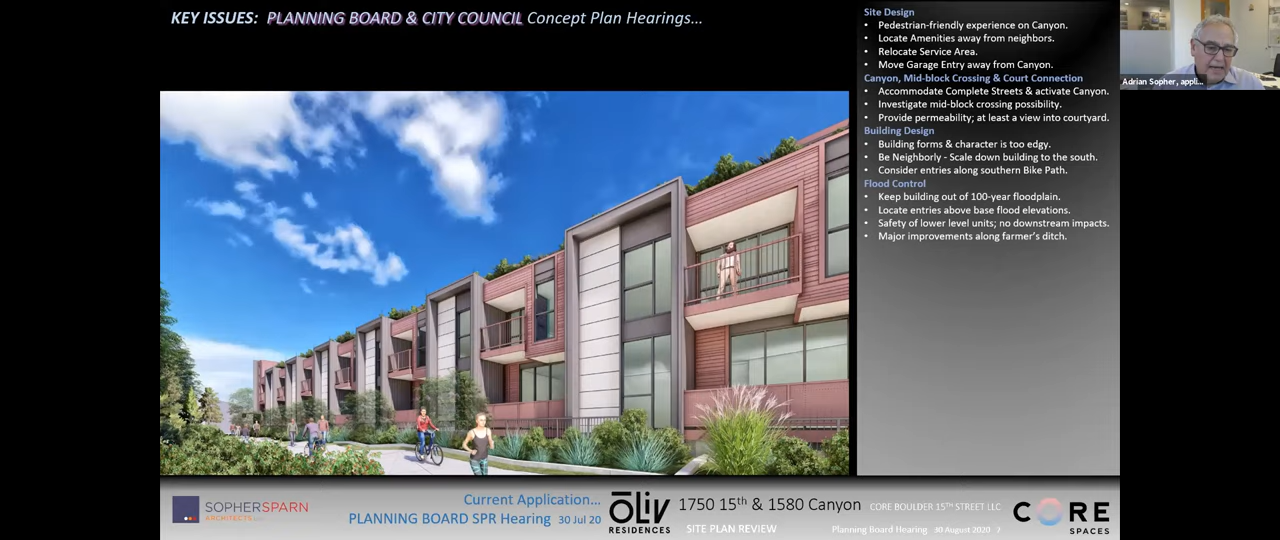 KEY ISSUES: PLANNING BOARD & CITY COUNCIL Concept Plan Hearings...
Site Design
• Pedestrian-friendly experience on Canyon.
• Locate Amenities away from neighbors.
• Relocate Service Area.
• Move Garage Entry away from Canyon.
Canyon, Mid-block Crossing & Court Connection
• Accommodate Complete Streets & activate Canyon.
• Investigate mid-block crossing possibility.
• Provide permeability; at least a view into courtyard.
Building Design
• Building forms & character is too edgy.
• Be Neighborly - Scale down building to the south.
• Consider entries along southern Bike Path.
Flood Control
• Keep building out of 100-year floodplain.
• Locate entries above base flood elevations.
• Safety of lower level units; no downstream impacts.
• Major improvements along farmer's ditch.
Adrian Sopher, appli...
SOPHERSPARN
ARCHITECTS
Current Application...
PLANNING BOARD SPR Hearing 30 Jul 20
ōliv
RESIDENCES
1750 15th & 1580 Canyon CORE BOULDER 15TH STREET LLC
SITE PLAN REVIEW Planning Board Hearing 30 August 2020 7
CORE
SPACES